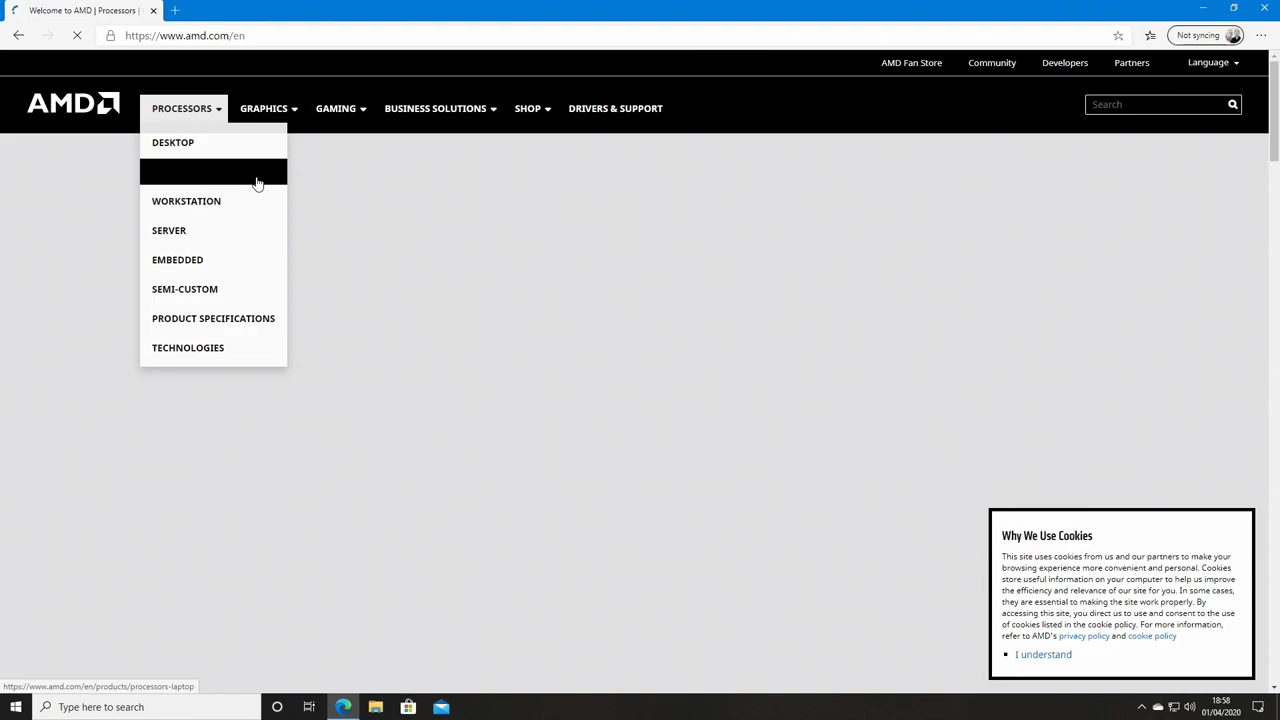 Welcome to AMD | Processors |
https://www.amd.com/en
Not syncing
AMD Fan Store
Community
Developers
Partners
Language
AMD
PROCESSORS
GRAPHICS
GAMING
BUSINESS SOLUTIONS
SHOP
DRIVERS & SUPPORT
Search
DESKTOP
WORKSTATION
SERVER
EMBEDDED
SEMI-CUSTOM
PRODUCT SPECIFICATIONS
TECHNOLOGIES
Why We Use Cookies
This site uses cookies from us and our partners to make your
browsing experience more convenient and personal. Cookies
store useful information on your computer to help us improve
the efficiency and relevance of our site for you. In some cases,
they are essential to making the site work properly. By
accessing this site, you direct us to use and consent to the use
of cookies listed in the cookie policy. For more information,
refer to AMD's privacy policy and cookie policy
I understand
https://www.amd.com/en/products/processors-laptop
Type here to search
18:58
01/04/2020